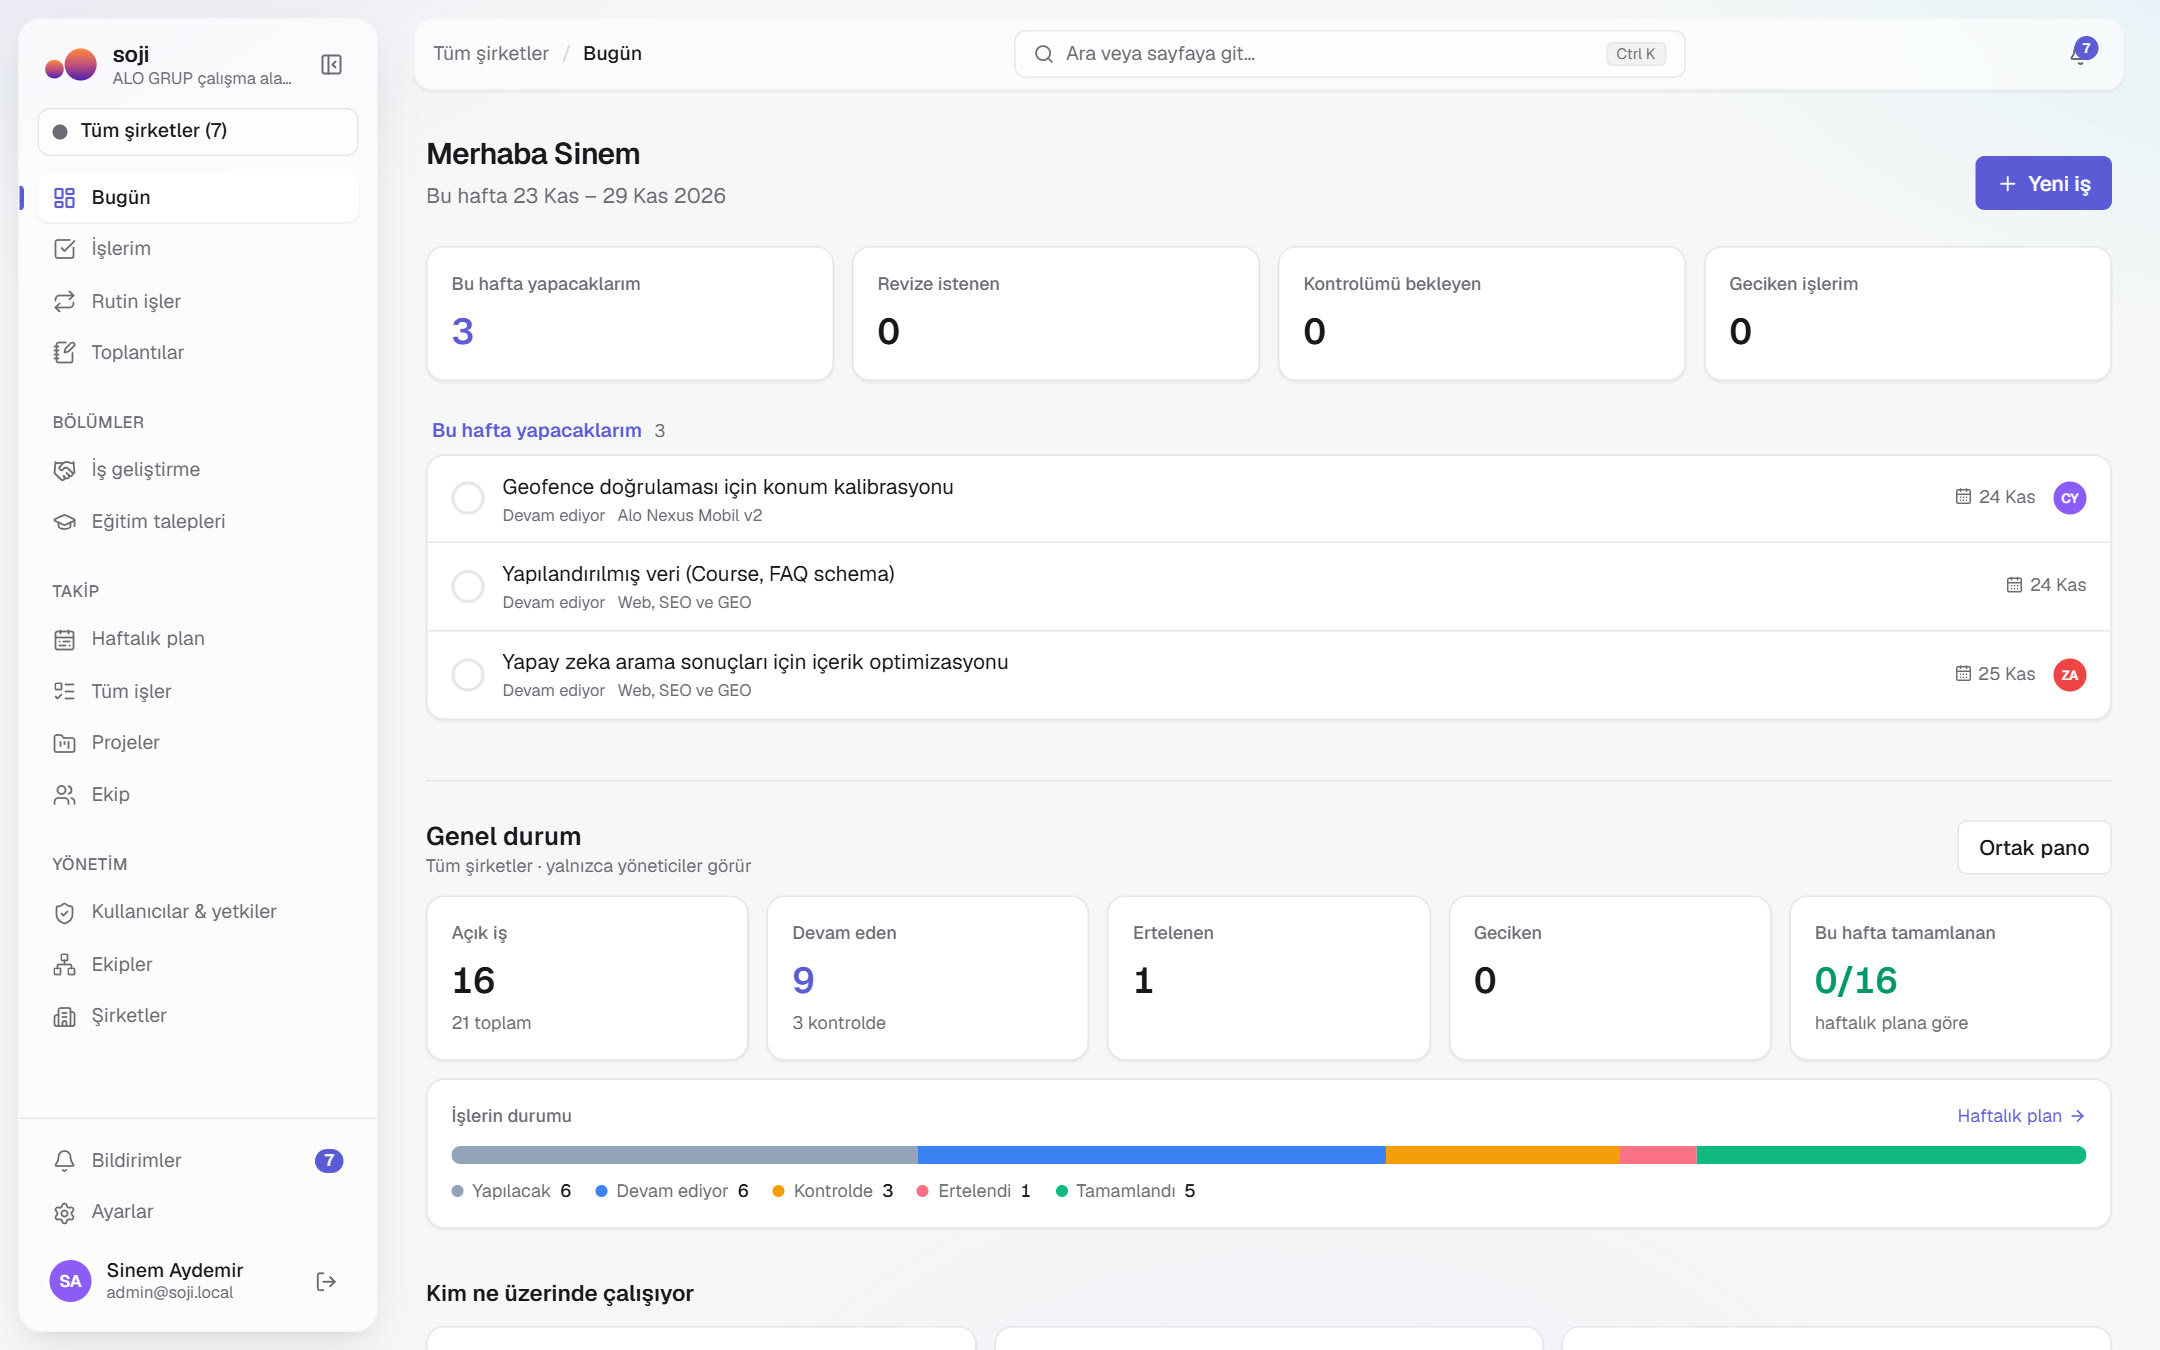 soji
ALO GRUP çalışma ala...
Tüm şirketler (7)
Bugün
İşlerim
Rutin işler
Toplantılar
BÖLÜMLER
İş geliştirme
Eğitim talepleri
TAKİP
Haftalık plan
Tüm işler
Projeler
Ekip
YÖNETİM
Kullanıcılar & yetkiler
Ekipler
Şirketler
Bildirimler 7
Ayarlar
SA
Sinem Aydemir
admin@soji.local
Tüm şirketler / Bugün
Ara veya sayfaya git...
Ctrl K
7
Merhaba Sinem
Bu hafta 23 Kas – 29 Kas 2026
+ Yeni iş
Bu hafta yapacaklarım
3
Revize istenen
0
Kontrolümü bekleyen
0
Geciken işlerim
0
Bu hafta yapacaklarım 3
Geofence doğrulaması için konum kalibrasyonu
Devam ediyor Alo Nexus Mobil v2
24 Kas CY
Yapılandırılmış veri (Course, FAQ schema)
Devam ediyor Web, SEO ve GEO
24 Kas
Yapay zeka arama sonuçları için içerik optimizasyonu
Devam ediyor Web, SEO ve GEO
25 Kas ZA
Genel durum
Tüm şirketler · yalnızca yöneticiler görür
Ortak pano
Açık iş
16
21 toplam
Devam eden
9
3 kontrolde
Ertelenen
1
Geciken
0
Bu hafta tamamlanan
0/16
haftalık plana göre
İşlerin durumu
Haftalık plan →
Yapılacak 6 Devam ediyor 6 Kontrolde 3 Ertelendi 1 Tamamlandı 5
Kim ne üzerinde çalışıyor